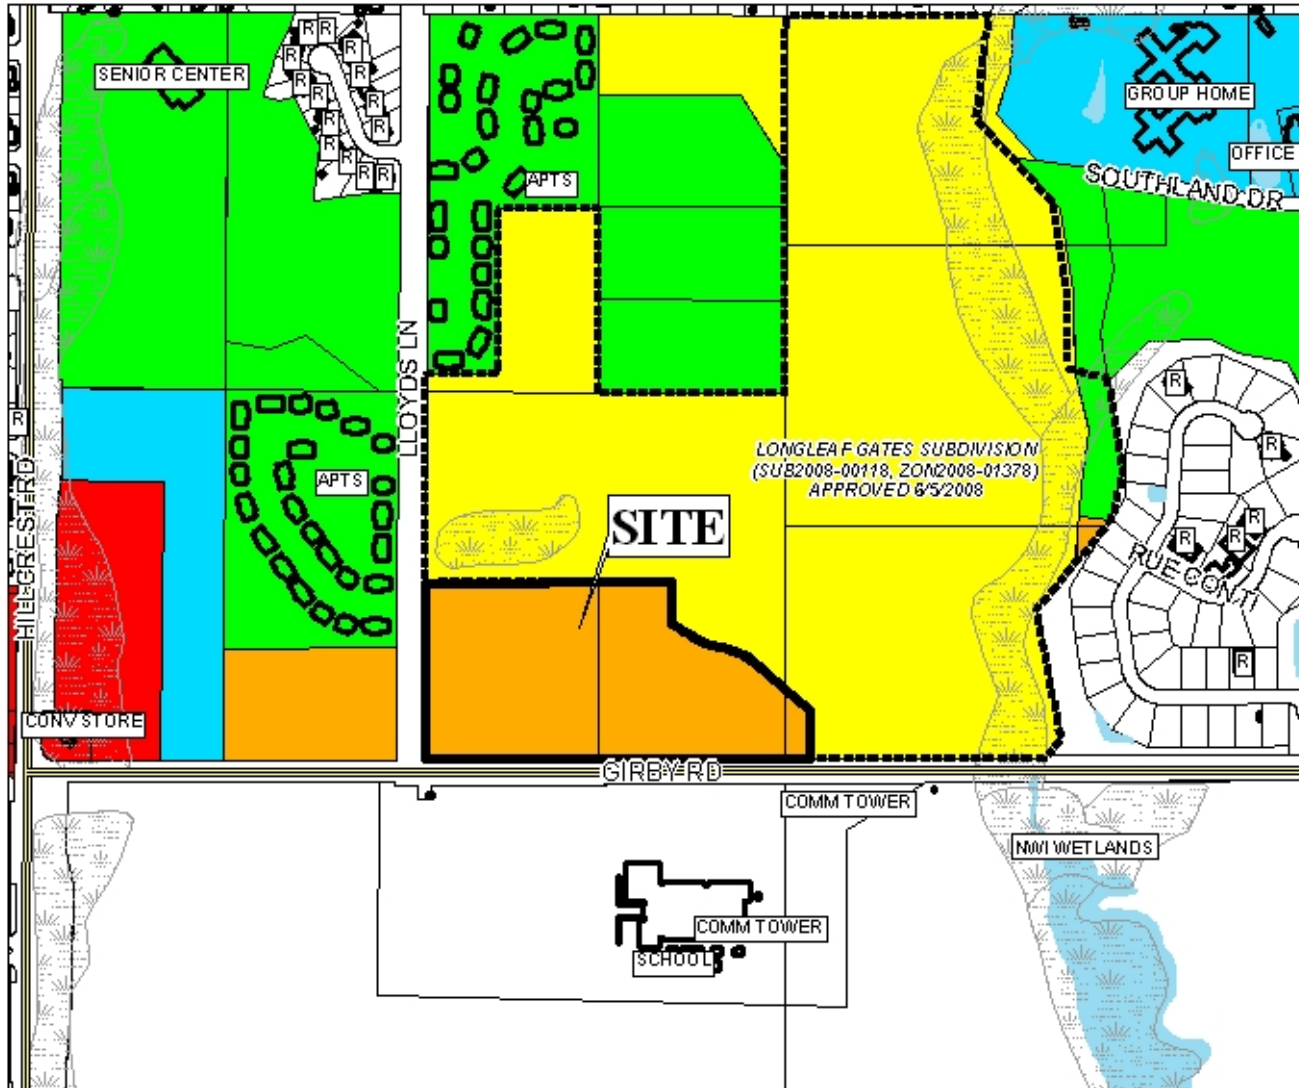 SENIOR CENTER
R
R
R
R
R
R
R
R
R
R
R
R
R
R
GROUP HOME
OFFICE
SOUTHLAND DR
APTS
LLOYDS LN
R
R
R
LONGLEAF GATES SUBDIVISION
(SUB2008-00118, ZON2008-01378)
APPROVED 6/5/2008
APTS
SITE
R
R
R
RUE CONTI
HILLCREST RD
R
CONV STORE
GIRBY RD
COMM TOWER
NWI WETLANDS
COMM TOWER
SCHOOL